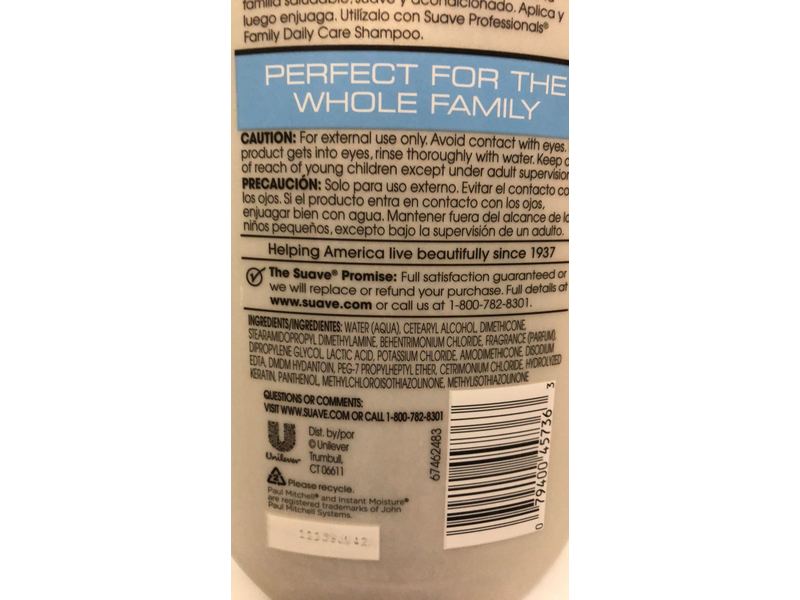 familia saludable, suave y acondicionado. Aplica y
luego enjuaga. Utilízalo con Suave Professionals®
Family Daily Care Shampoo.
PERFECT FOR THE
WHOLE FAMILY
CAUTION: For external use only. Avoid contact with eyes.
product gets into eyes, rinse thoroughly with water. Keep
of reach of young children except under adult supervision
PRECAUCIÓN: Solo para uso externo. Evitar el contacto co
los ojos. Si el producto entra en contacto con los ojos,
enjuagar bien con agua. Mantener fuera del alcance de lo
niños pequeños, excepto bajo la supervisión de un adulto.
Helping America live beautifully since 1937
The Suave® Promise: Full satisfaction guaranteed or
we will replace or refund your purchase. Full details at
www.suave.com or call us at 1-800-782-8301.
INGREDIENTS/INGREDIENTES: WATER (AQUA), CETEARYL ALCOHOL, DIMETHICONE,
STEARAMIDOPROPYL DIMETHYLAMINE, BEHENTRIMONIUM CHLORIDE, FRAGRANCE (PARFUM),
DIPROPYLENE GLYCOL, LACTIC ACID, POTASSIUM CHLORIDE, AMODIMETHICONE, DISODIUM
EDTA, DMDM HYDANTOIN, PEG-7 PROPYLHEPTYL ETHER, CETRIMONIUM CHLORIDE, HYDROLYZED
KERATIN, PANTHENOL, METHYLCHLOROISOTHIAZOLINONE, METHYLISOTHIAZOLINONE
QUESTIONS OR COMMENTS:
VISIT WWW.SUAVE.COM OR CALL 1-800-782-8301
Unilever
Dist. by/por
© Unilever
Trumbull,
CT 06611
2
Please recycle.
Paul Mitchell® and Instant Moisture®
are registered trademarks of John
Paul Mitchell Systems.
67462483
0 79400 45736 3